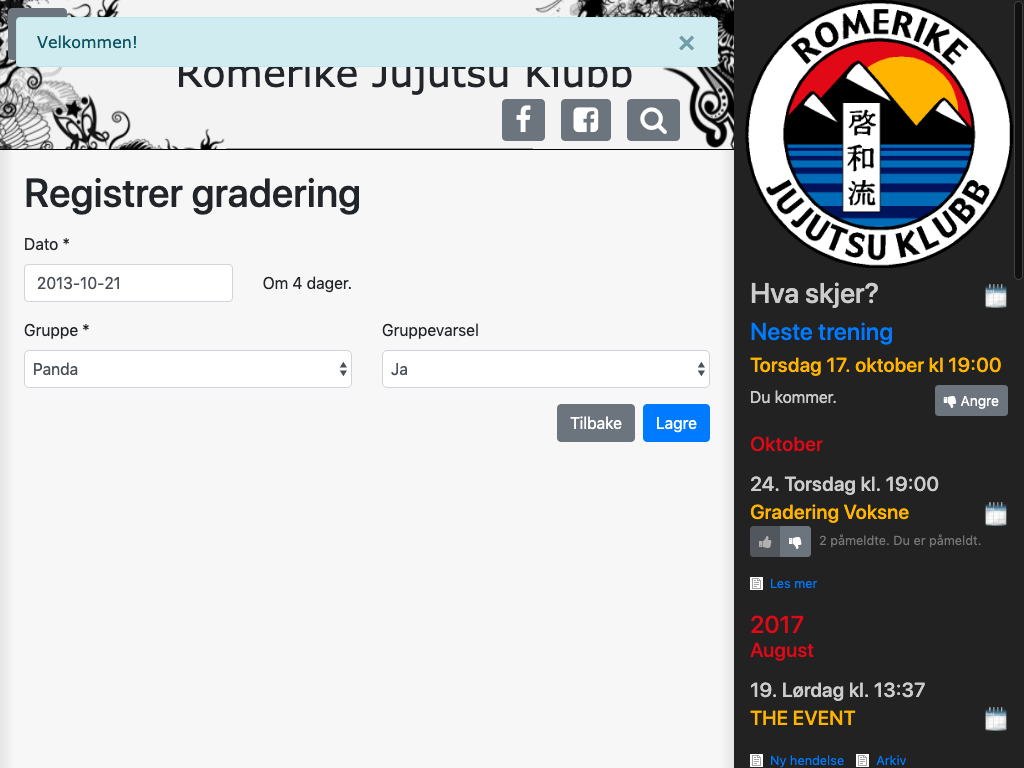 Velkommen!
×
Romerike Jujutsu Klubb
Registrer gradering
Dato *
2013-10-21
Om 4 dager.
Gruppe *
Gruppevarsel
Panda
Ja
Tilbake
Lagre
ROMERIKE
啓和流
JUJUTSU KLUBB
Hva skjer?
Neste trening
Torsdag 17. oktober kl 19:00
Du kommer.
Angre
Oktober
24. Torsdag kl. 19:00
Gradering Voksne
2 påmeldte. Du er påmeldt.
Les mer
2017
August
19. Lørdag kl. 13:37
THE EVENT
Ny hendelse
Arkiv